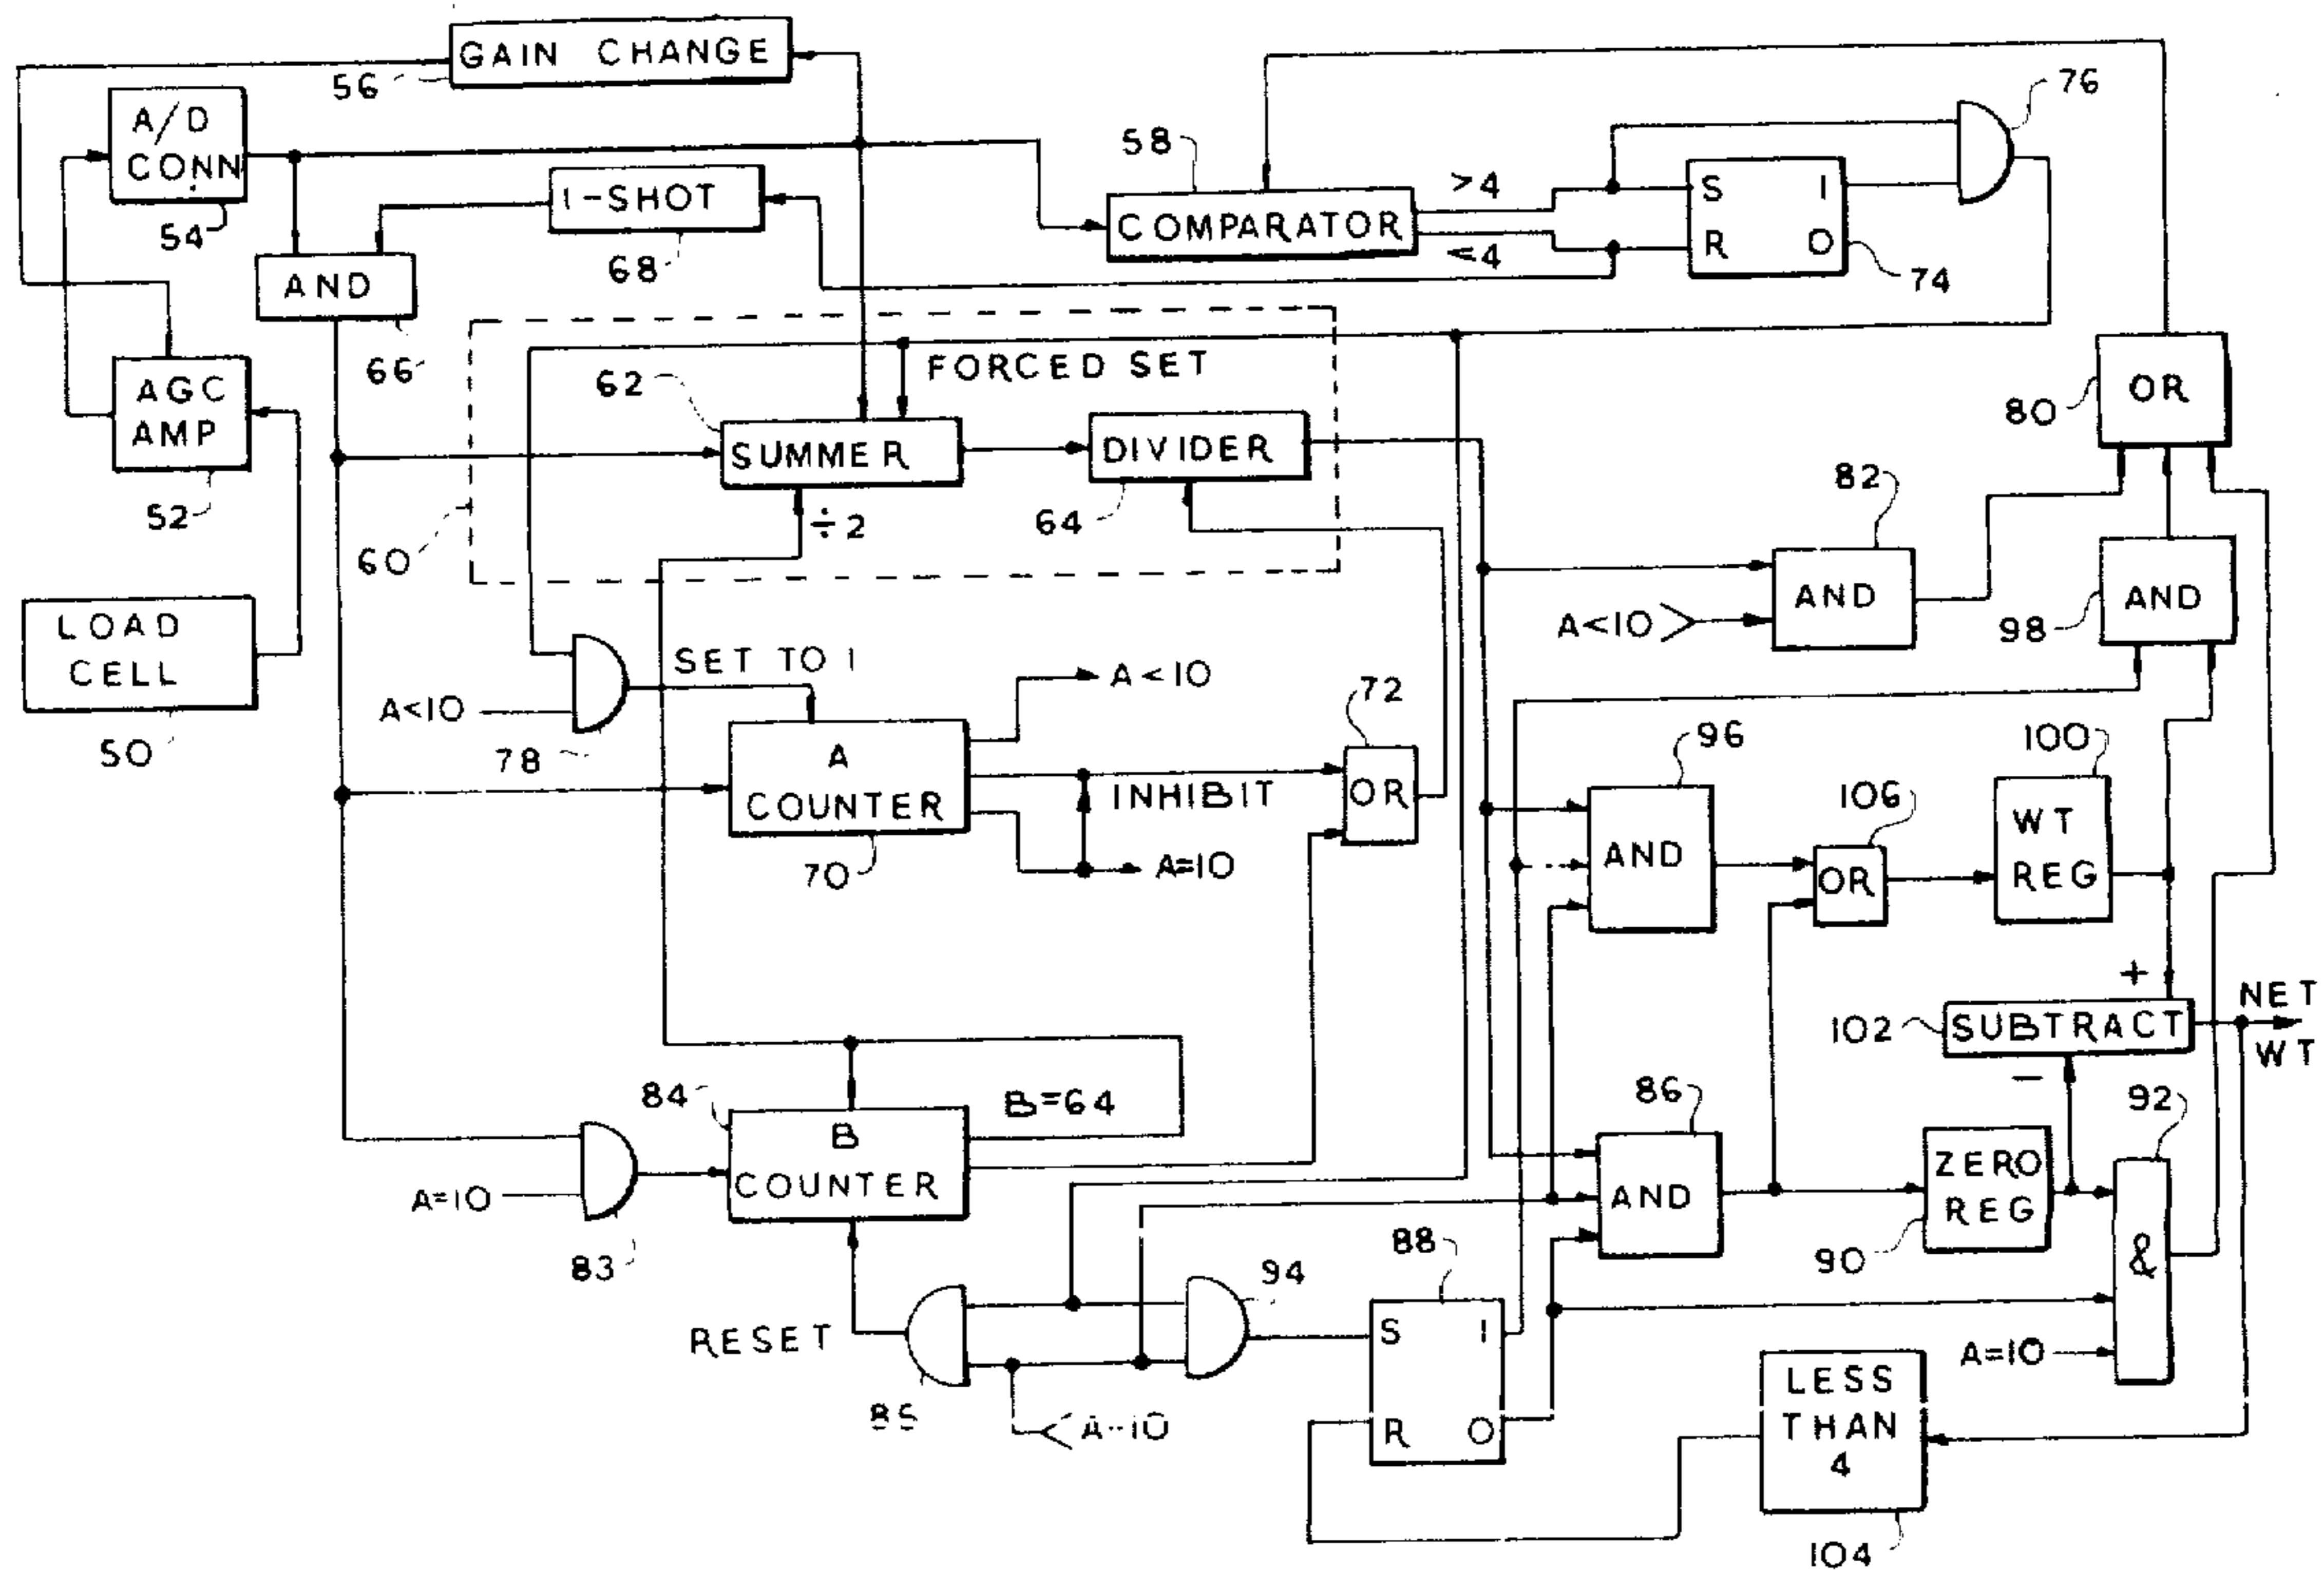 GAIN CHANGE
56
A/D
CONN
54
1-SHOT
68
AND
66
AGC
AMP
52
LOAD
CELL
50
58
COMPARATOR
>4
≤4
S 1
R 0
74
76
60
62
FORCED SET
SUMMER
÷2
DIVIDER
64
OR
80
82
AND
A<10
AND
98
A<10
78
SET TO 1
A
COUNTER
70
A<10
INHIBIT
A=10
72
OR
96
AND
106
OR
100
WT
REG
+
102
SUBTRACT
−
NET
WT
84
B
COUNTER
B=64
A=10
83
RESET
85
94
88
S 1
R 0
86
AND
ZERO
REG
90
92
&
A=10
LESS
THAN
4
104